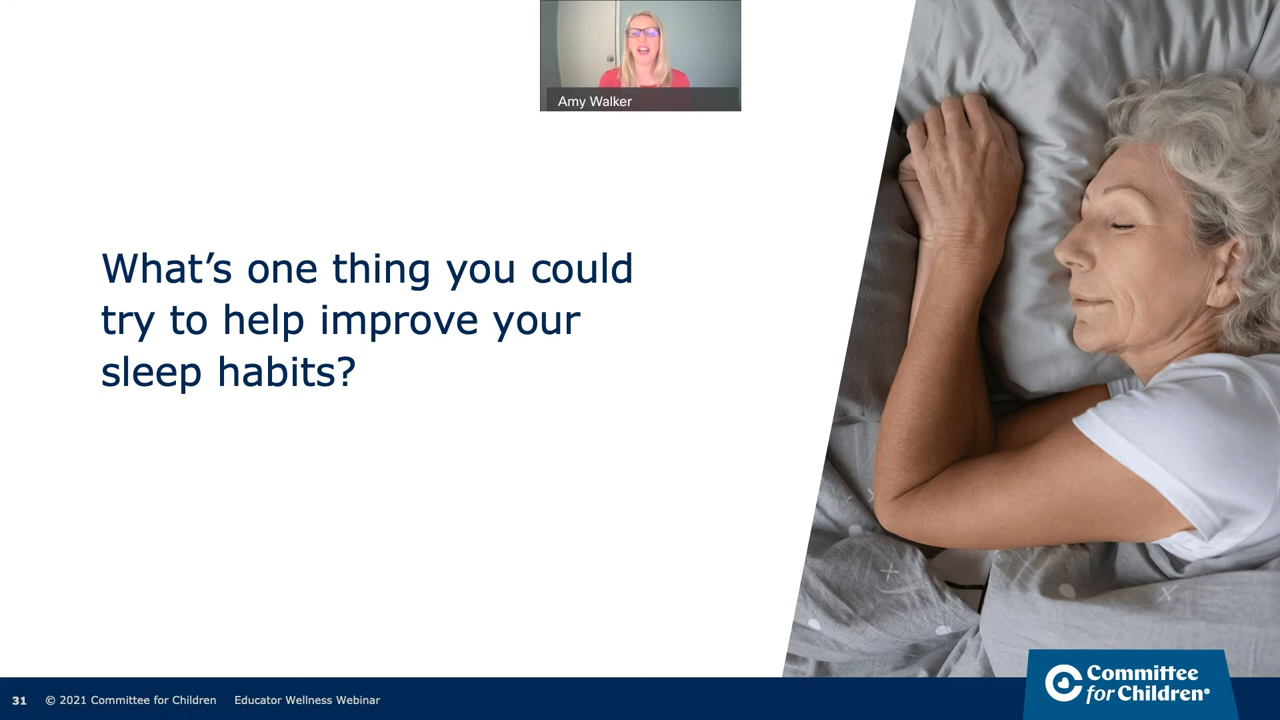 Amy Walker
What’s one thing you could
try to help improve your
sleep habits?
31 © 2021 Committee for Children Educator Wellness Webinar
Committee
for Children®